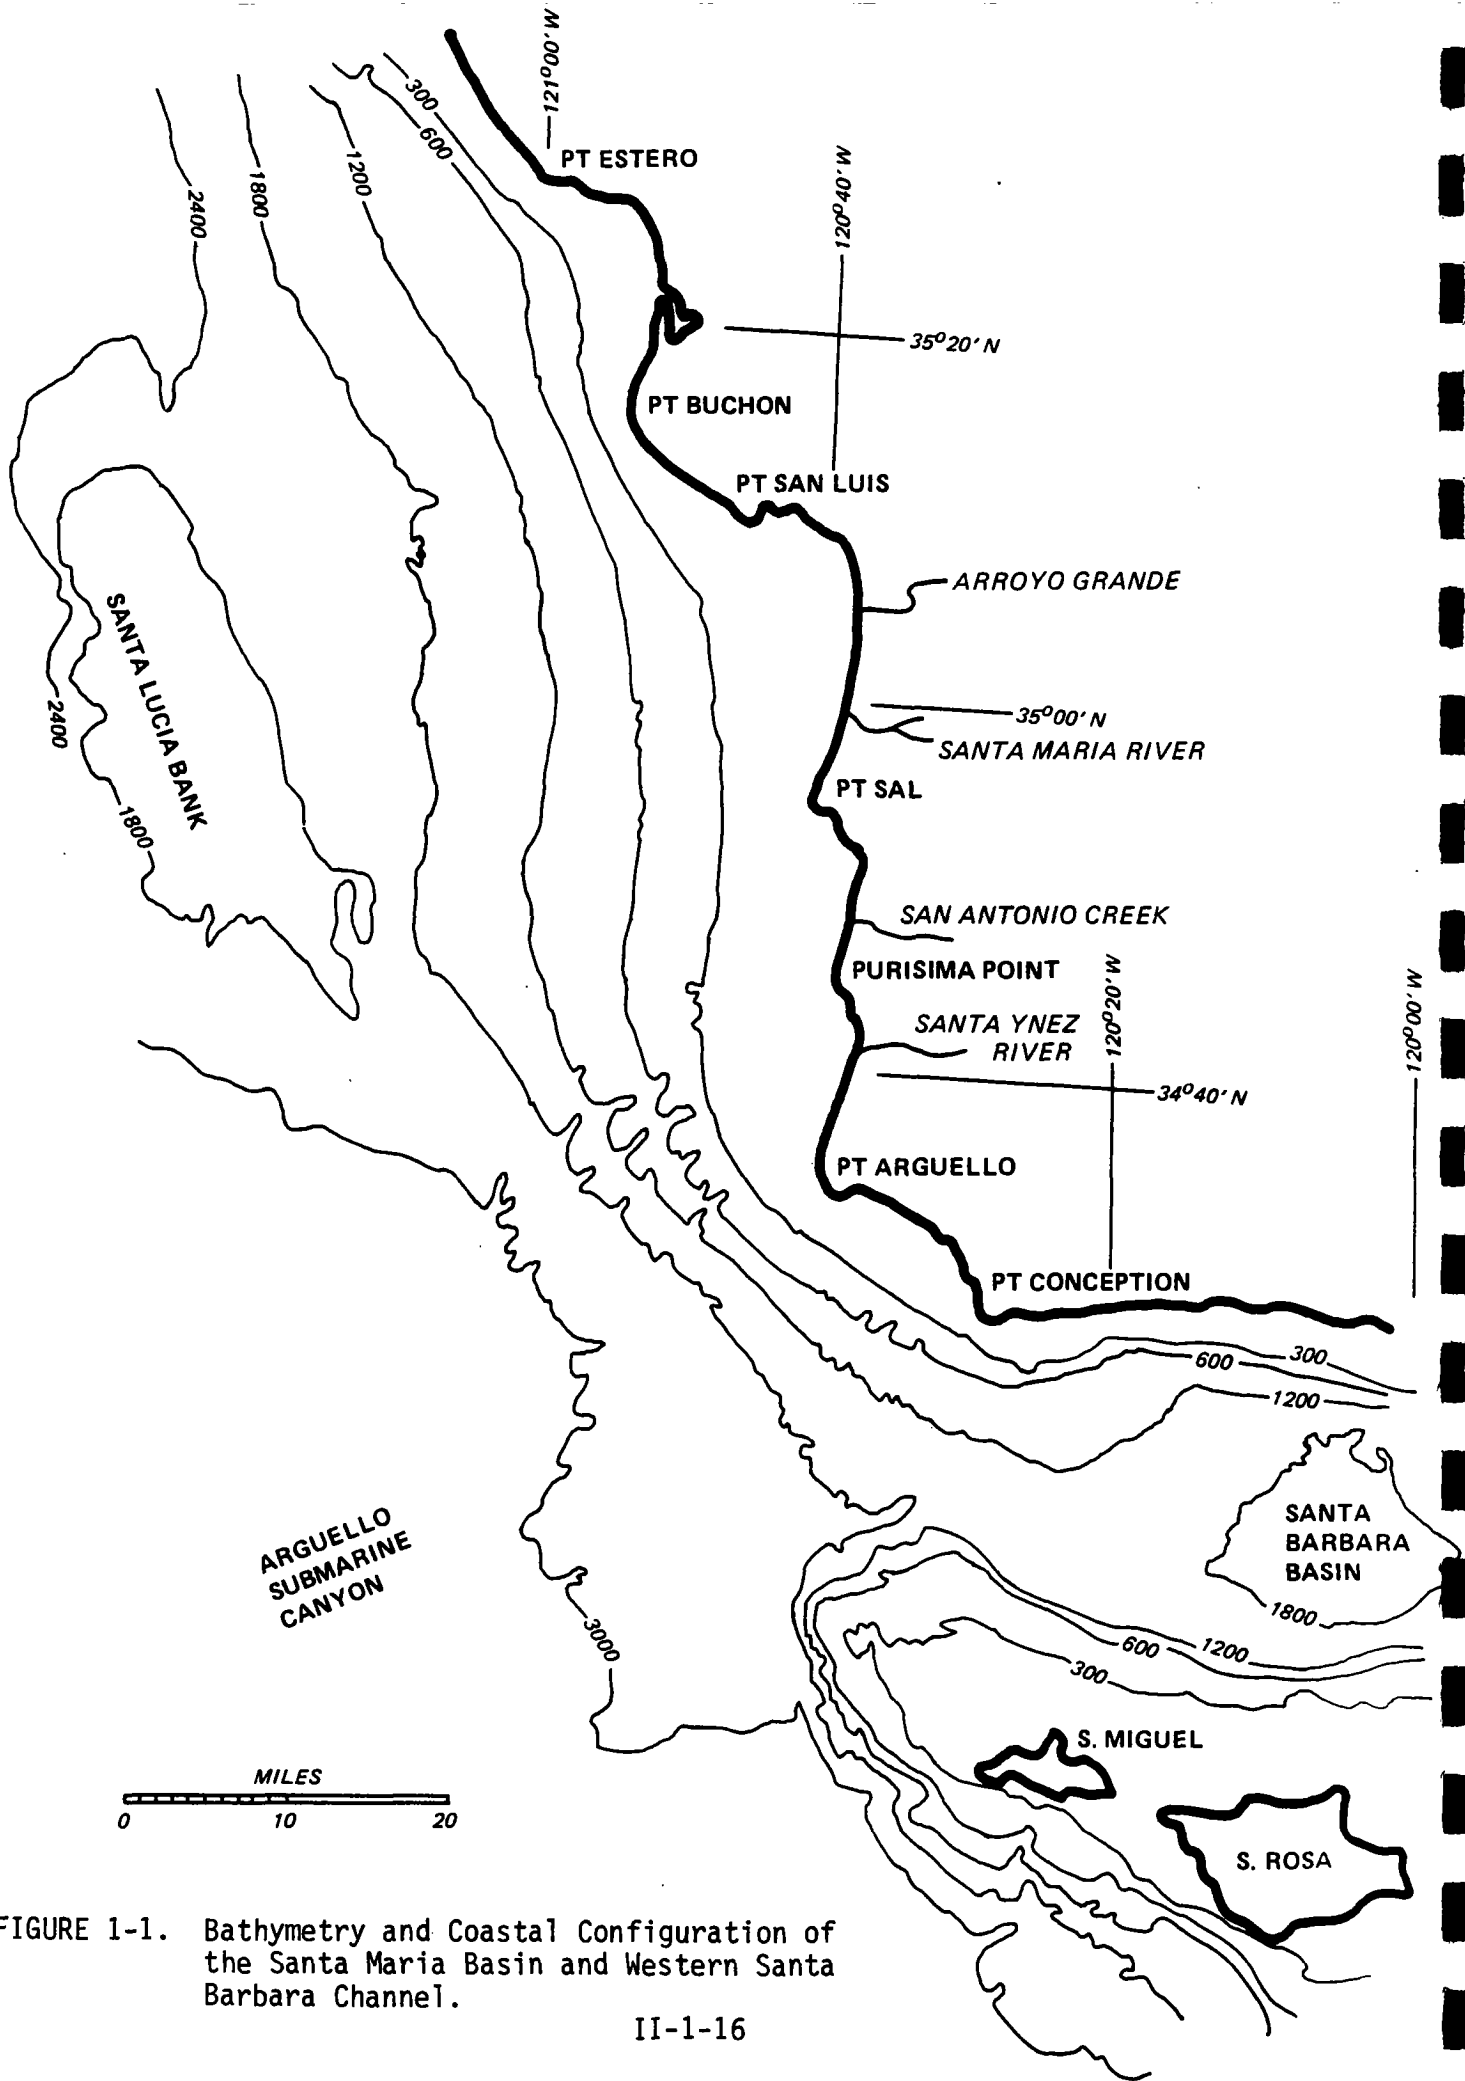 121°00' W
300
600
PT ESTERO
1200
1800
2400
120°40' W
35°20' N
PT BUCHON
PT SAN LUIS
ARROYO GRANDE
SANTA LUCIA BANK
2400
35°00' N
SANTA MARIA RIVER
PT SAL
1800
SAN ANTONIO CREEK
PURISIMA POINT
120°20' W
120°00' W
SANTA YNEZ
RIVER
34°40' N
PT ARGUELLO
PT CONCEPTION
300
600
1200
SANTA
BARBARA
BASIN
1800
ARGUELLO
SUBMARINE
CANYON
3000
600
1200
300
S. MIGUEL
MILES
0 10 20
S. ROSA
FIGURE 1-1. Bathymetry and Coastal Configuration of
the Santa Maria Basin and Western Santa
Barbara Channel.
II-1-16